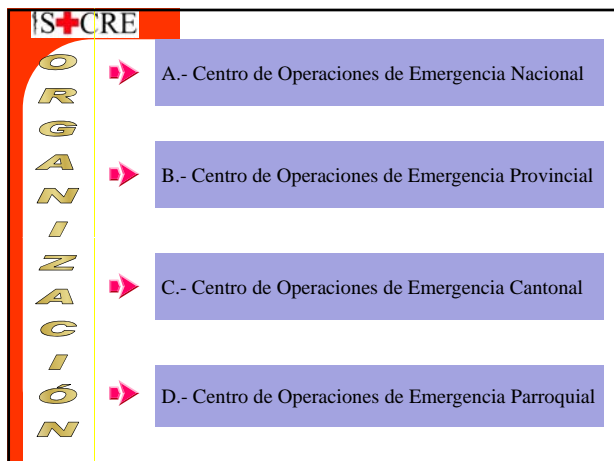 IS+CRE
ORGANIZACIÓN
A.- Centro de Operaciones de Emergencia Nacional
B.- Centro de Operaciones de Emergencia Provincial
C.- Centro de Operaciones de Emergencia Cantonal
D.- Centro de Operaciones de Emergencia Parroquial